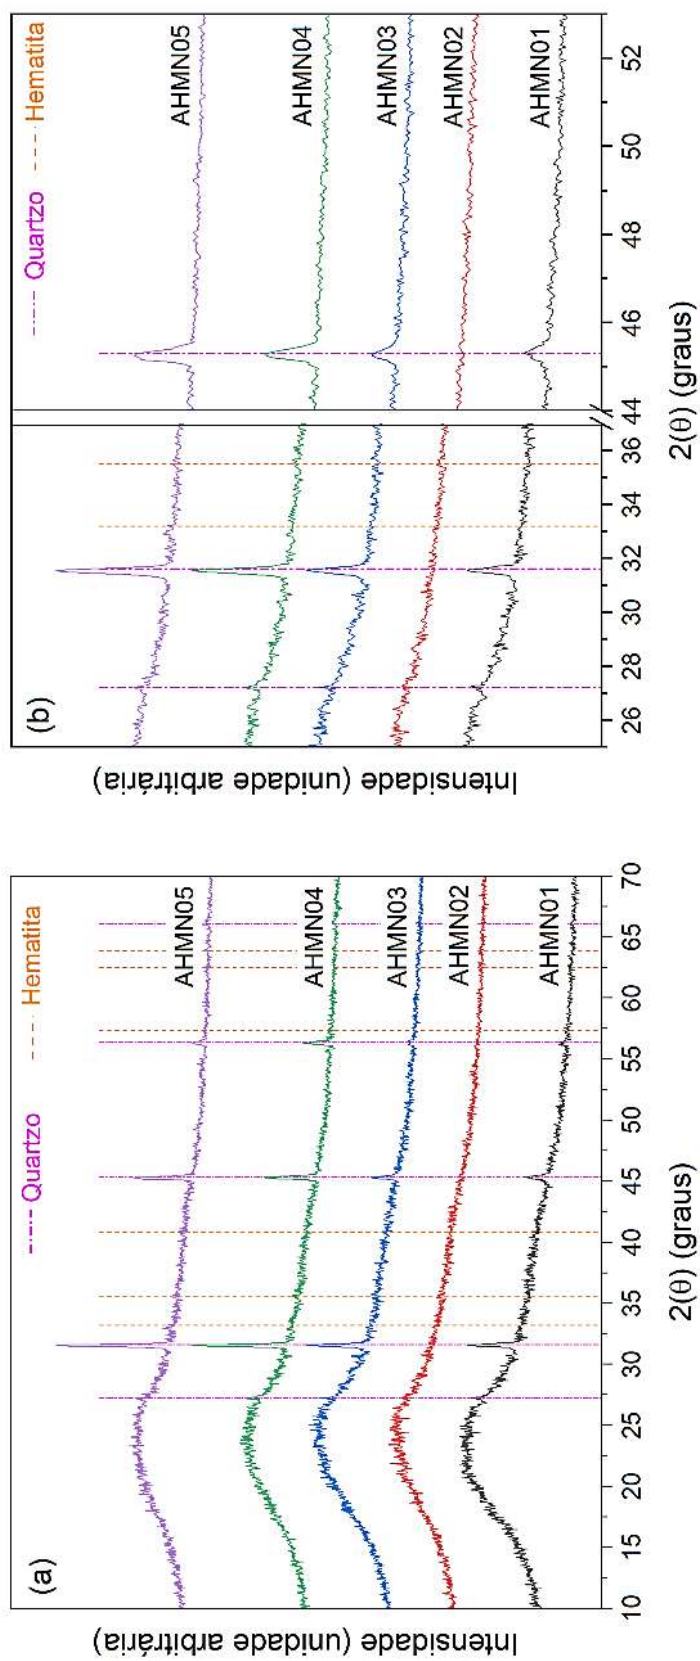 (a)
Quartzo
Hematita
AHMN05
AHMN04
AHMN03
AHMN02
AHMN01
Intensidade (unidade arbitrária)
10 15 20 25 30 35 40 45 50 55 60 65 70
2(θ) (graus)
(b)
Quartzo
Hematita
AHMN05
AHMN04
AHMN03
AHMN02
AHMN01
Intensidade (unidade arbitrária)
26 28 30 32 34 36 44 46 48 50 52
2(θ) (graus)